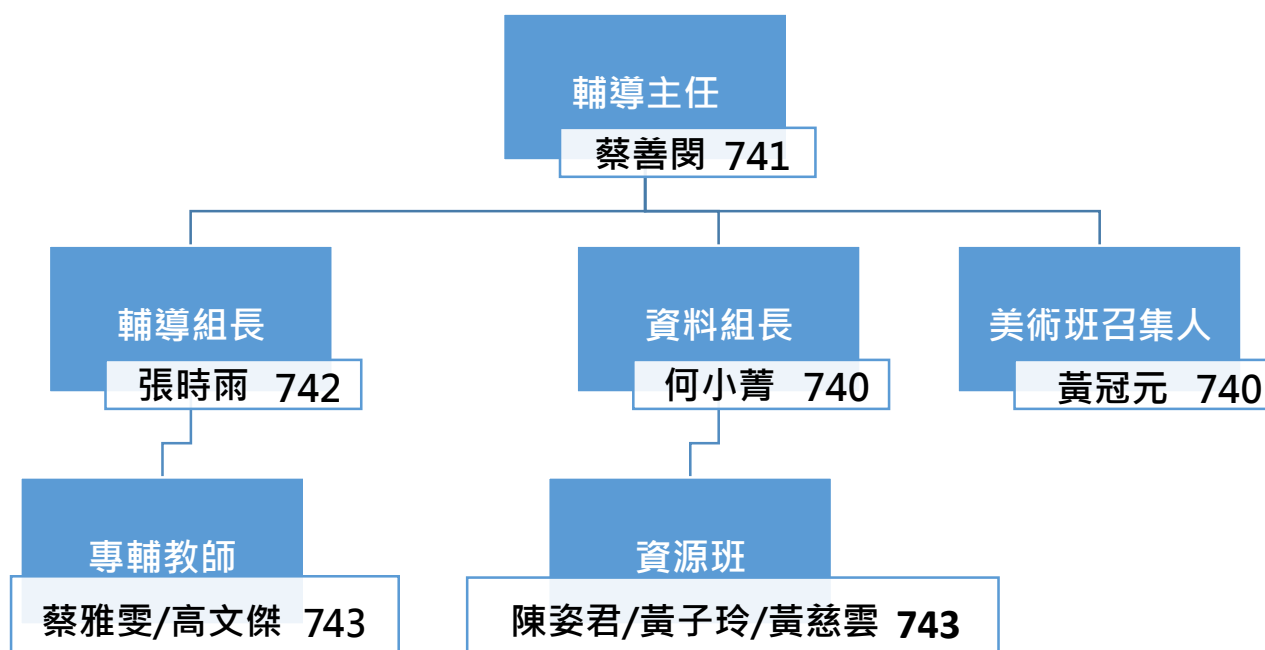 輔導主任
蔡善閔 741
輔導組長
張時雨 742
資料組長
何小菁 740
美術班召集人
黃冠元 740
專輔教師
蔡雅雯/高文傑 743
資源班
陳姿君/黃子玲/黃慈雲 743